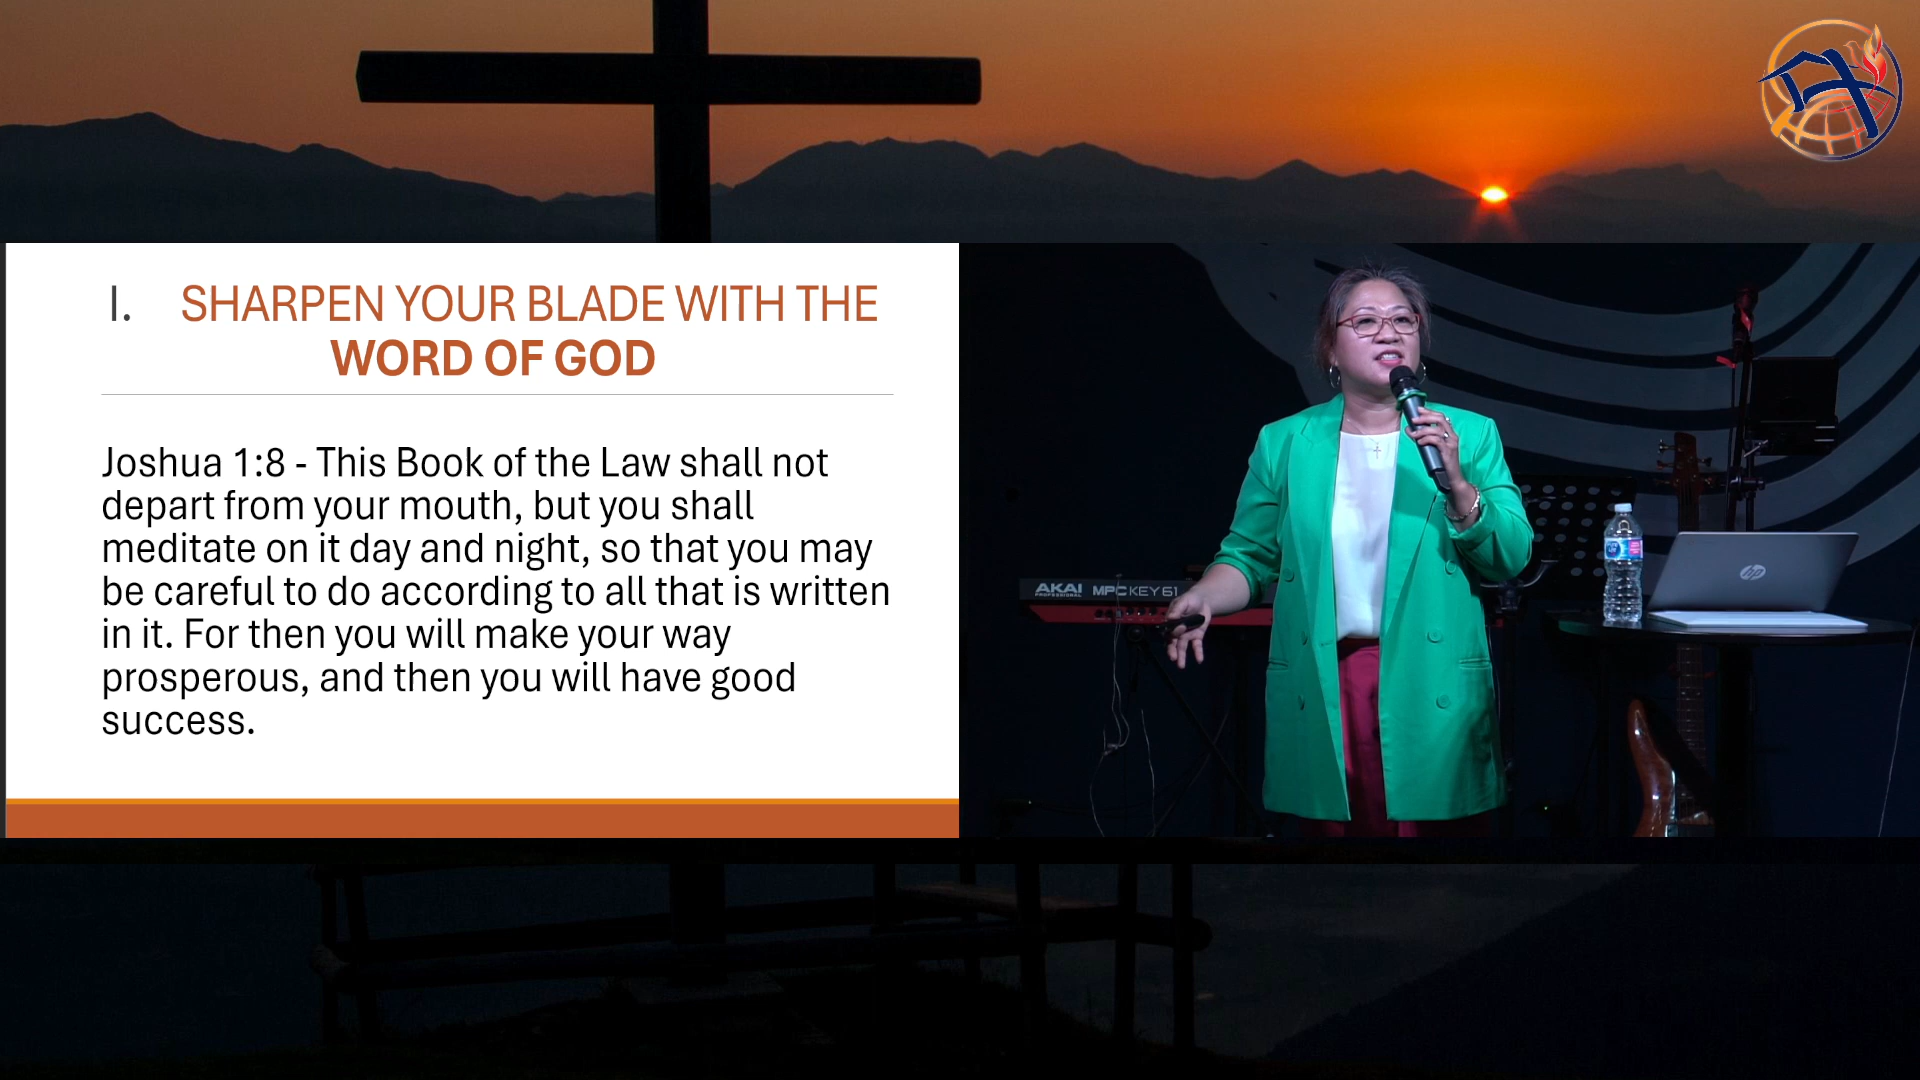 I. SHARPEN YOUR BLADE WITH THE
WORD OF GOD
Joshua 1:8 - This Book of the Law shall not
depart from your mouth, but you shall
meditate on it day and night, so that you may
be careful to do according to all that is written
in it. For then you will make your way
prosperous, and then you will have good
success.
AKAI
PROFESSIONAL
MPC KEY 61
hp